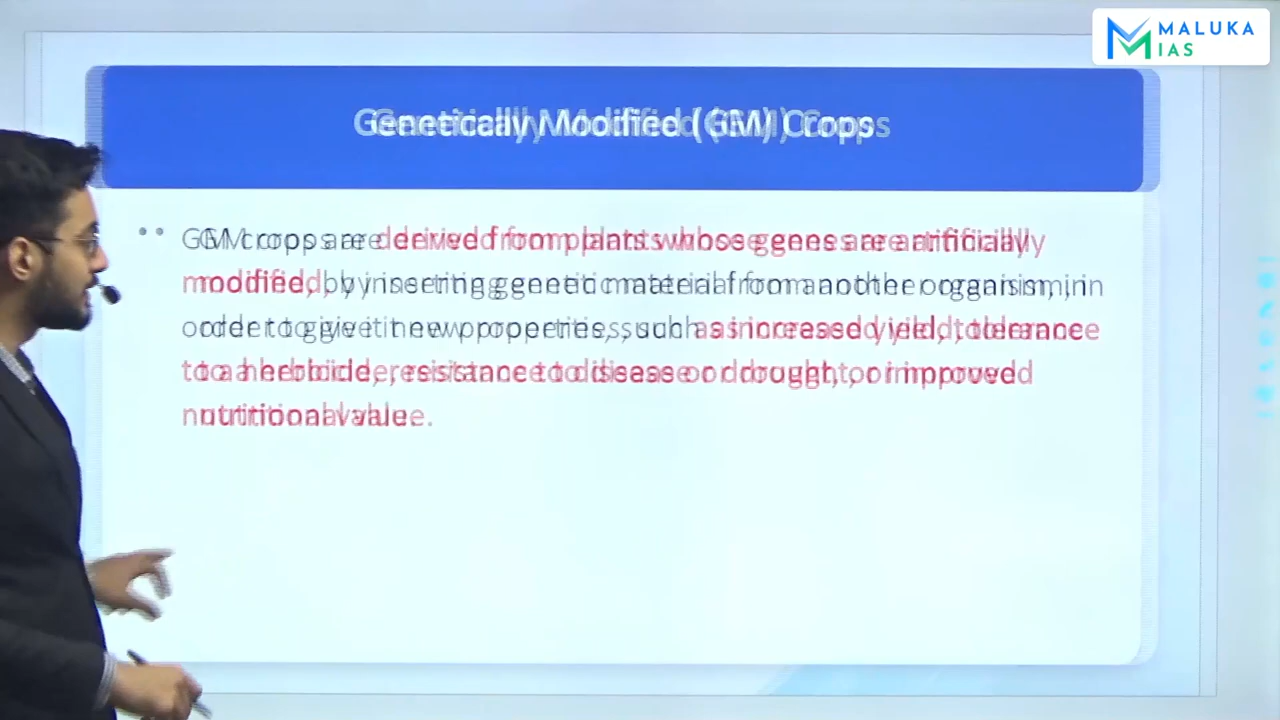 MALUKA
IAS
Genetically Modified (GM) Crops
• GM crops are derived from plants whose genes are artificially
modified, by inserting genetic material from another organism, in
order to give it new properties, such as increased yield, tolerance
to a herbicide, resistance to disease or drought, or improved
nutritional value.